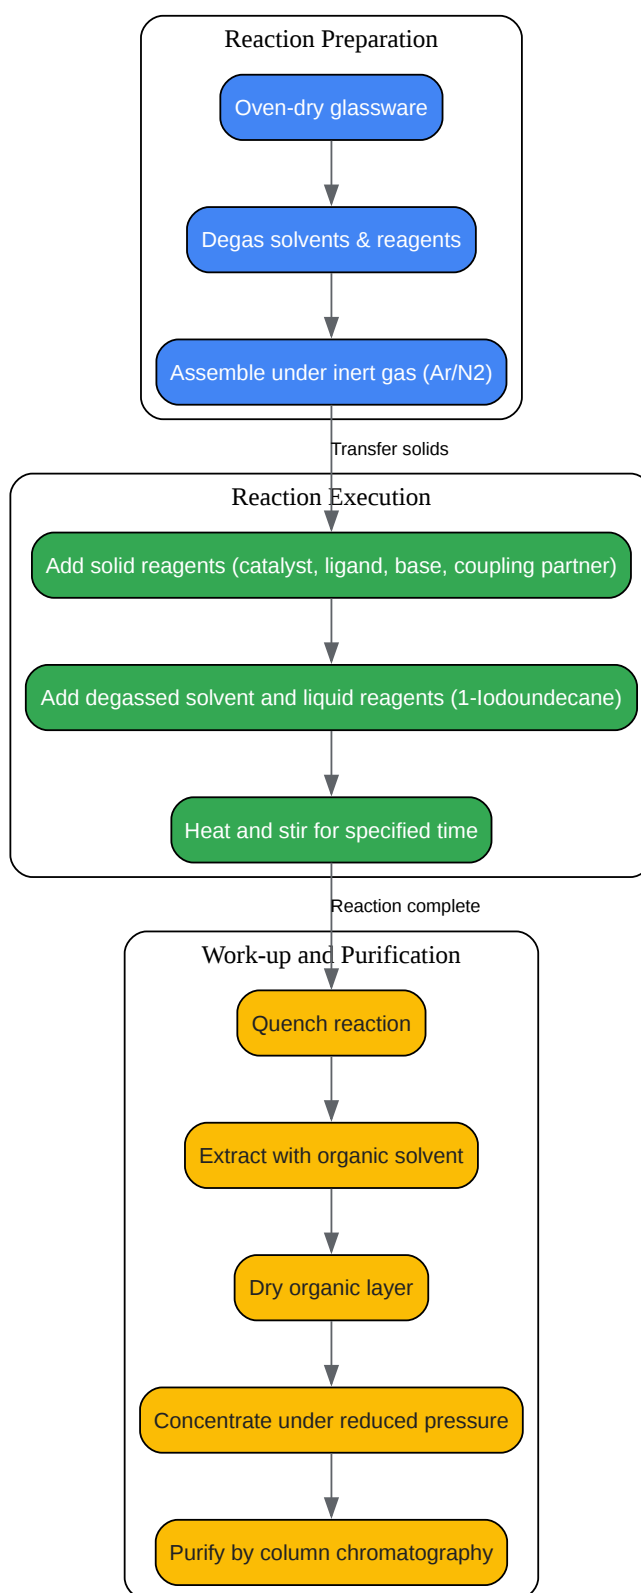 Reaction Preparation
Oven-dry glassware
Degas solvents & reagents
Assemble under inert gas (Ar/N2)
Transfer solids
Reaction Execution
Add solid reagents (catalyst, ligand, base, coupling partner)
Add degassed solvent and liquid reagents (1-Iodoundecane)
Heat and stir for specified time
Reaction complete
Work-up and Purification
Quench reaction
Extract with organic solvent
Dry organic layer
Concentrate under reduced pressure
Purify by column chromatography